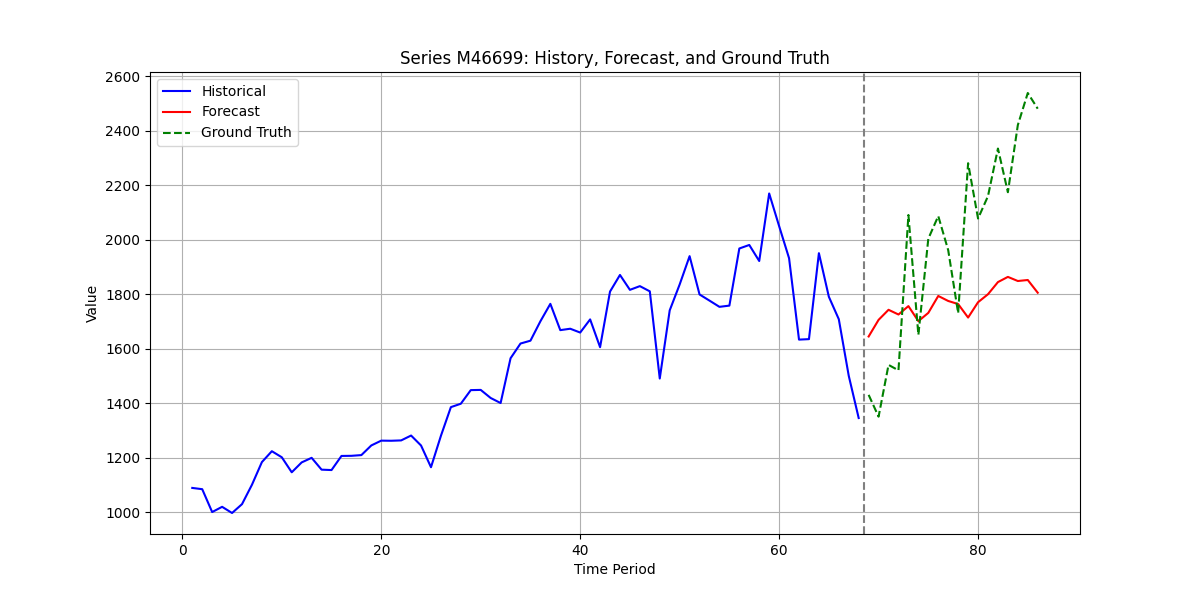 Series M46699: History, Forecast, and Ground Truth
2600
2400
2200
2000
1800
1600
1400
1200
1000
Value
Historical
Forecast
Ground Truth
0
20
40
60
80
Time Period